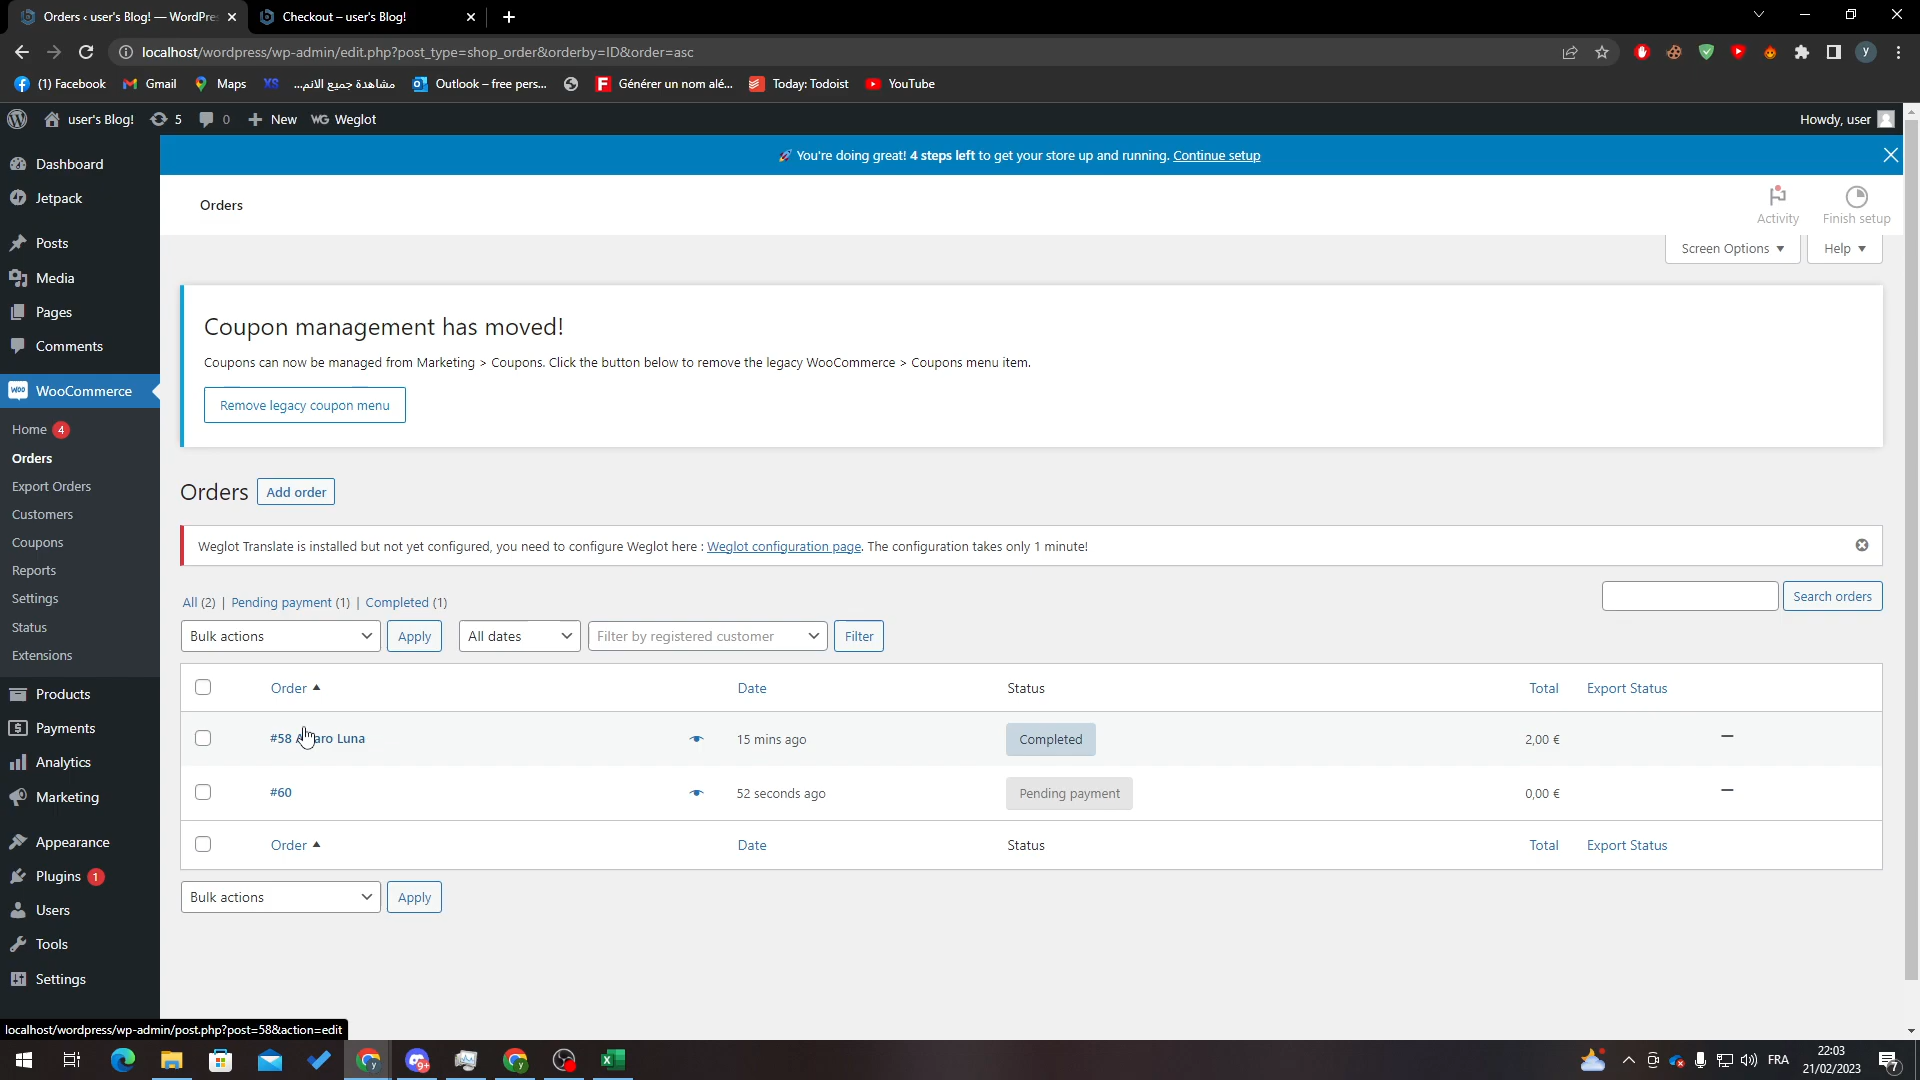 Orders ‹ user's Blog! — WordPre
Checkout – user's Blog!
localhost/wordpress/wp-admin/edit.php?post_type=shop_order&orderby=ID&order=asc
y
(1) Facebook
Gmail
Maps
XS
مشاهدة جميع الانم...
Outlook – free pers...
Générer un nom alé...
Today: Todoist
YouTube
user's Blog!
5
0
New
WG Weglot
Howdy, user
Dashboard
Jetpack
Posts
Media
Pages
Comments
WooCommerce
Home 4
Orders
Export Orders
Customers
Coupons
Reports
Settings
Status
Extensions
Products
Payments
Analytics
Marketing
Appearance
Plugins 1
Users
Tools
Settings
You're doing great! 4 steps left to get your store up and running. Continue setup
Orders
Activity
Finish setup
Screen Options
Help
Coupon management has moved!
Coupons can now be managed from Marketing > Coupons. Click the button below to remove the legacy WooCommerce > Coupons menu item.
Remove legacy coupon menu
Orders
Add order
Weglot Translate is installed but not yet configured, you need to configure Weglot here : Weglot configuration page. The configuration takes only 1 minute!
All (2) | Pending payment (1) | Completed (1)
Search orders
Bulk actions
Apply
All dates
Filter by registered customer
Filter
Order
Date
Status
Total
Export Status
#58
Luna
15 mins ago
Completed
2,00 €
–
#60
52 seconds ago
Pending payment
0,00 €
–
Order
Date
Status
Total
Export Status
Bulk actions
Apply
localhost/wordpress/wp-admin/post.php?post=58&action=edit
9+
FRA
22:03
21/02/2023
7